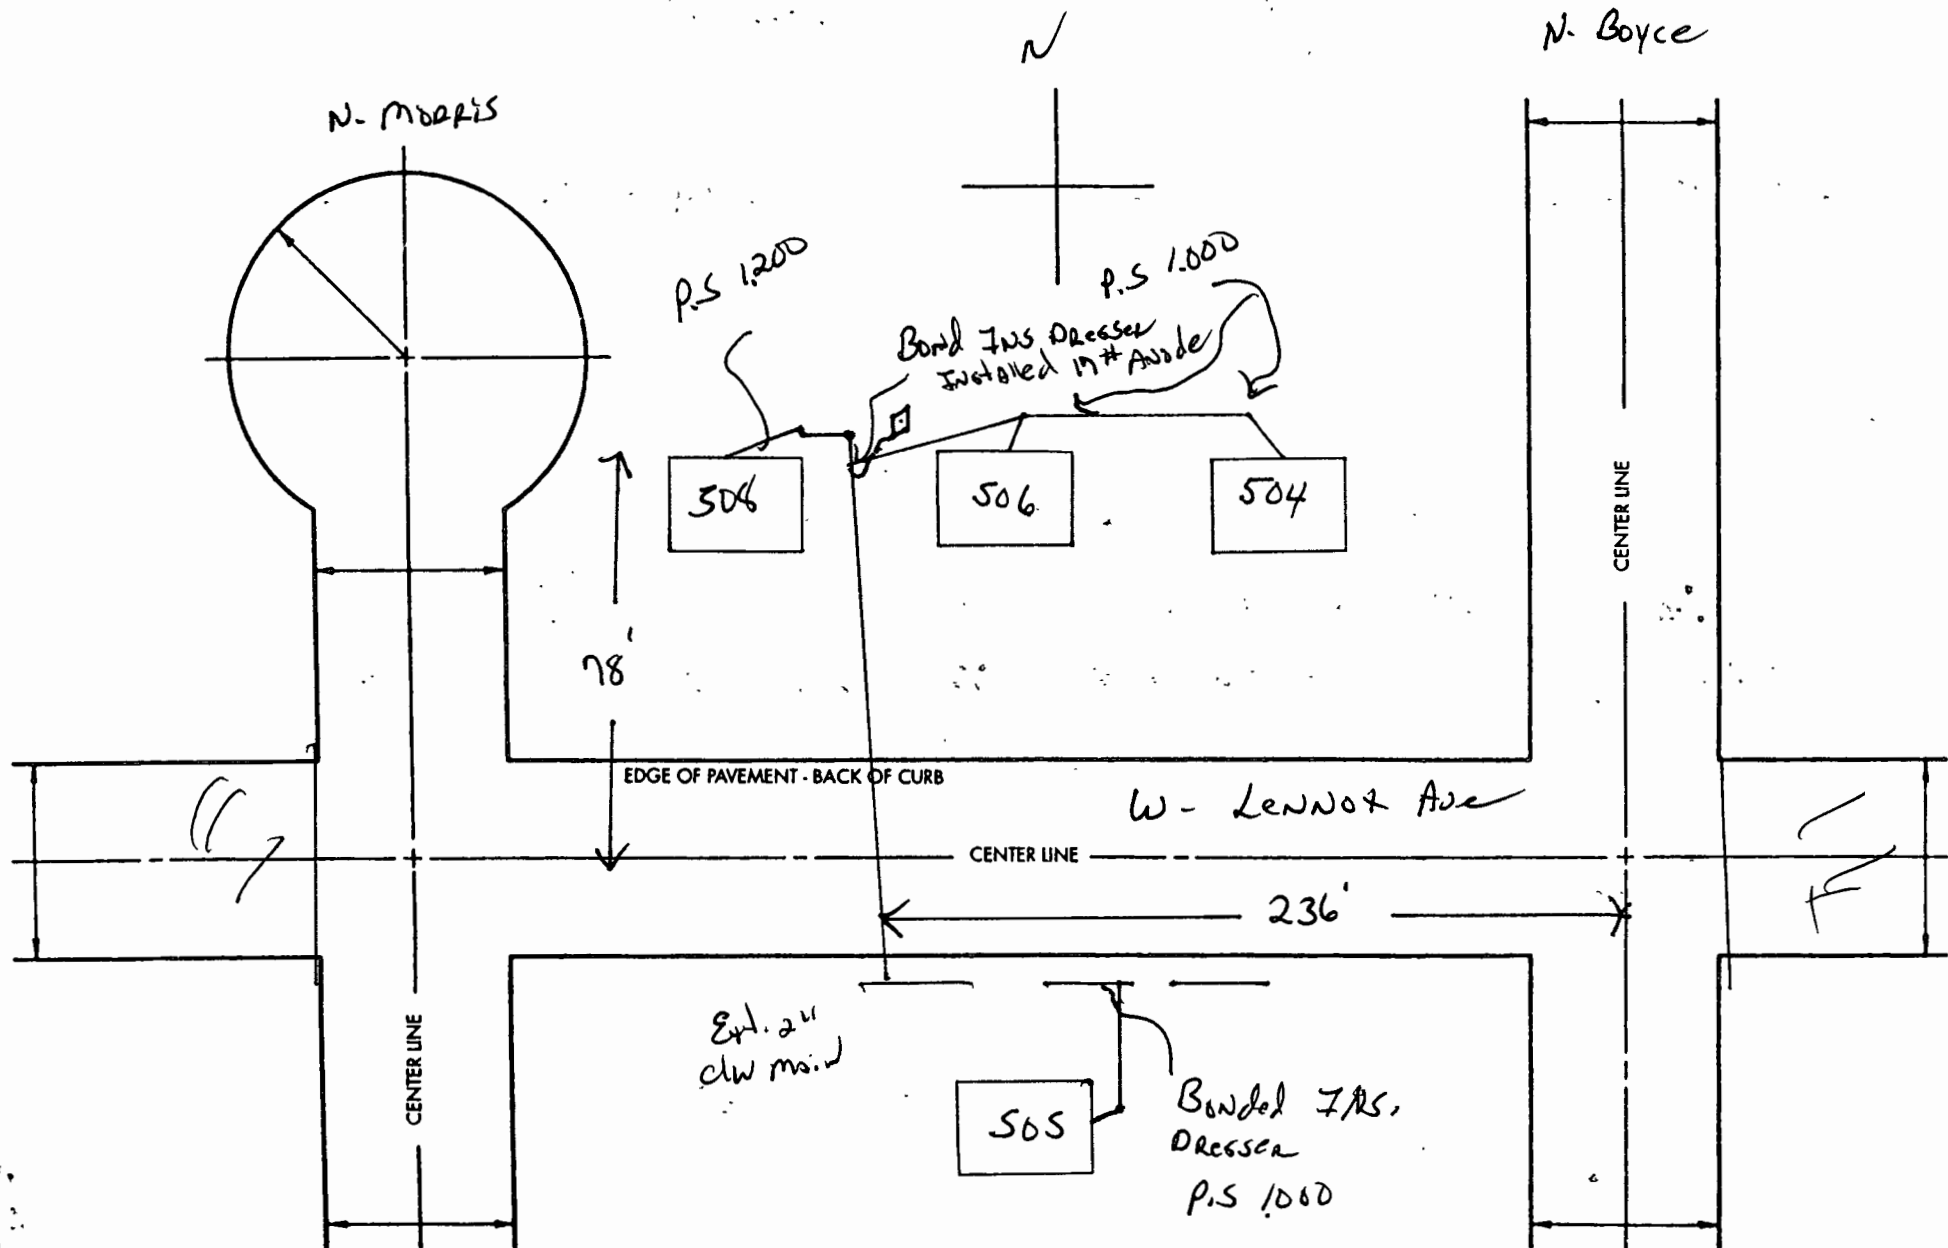 N. Boyce
N
N- MORRIS
P.S 1.200
P.S 1.000
Bond INS Dresser
Installed 17# Anode
508
506
504
CENTER LINE
78'
EDGE OF PAVEMENT - BACK OF CURB
W - Lennox Ave
CENTER LINE
236'
CENTER LINE
2"
c/w main
505
Bonded INS.
Dresser
P.S 1.000